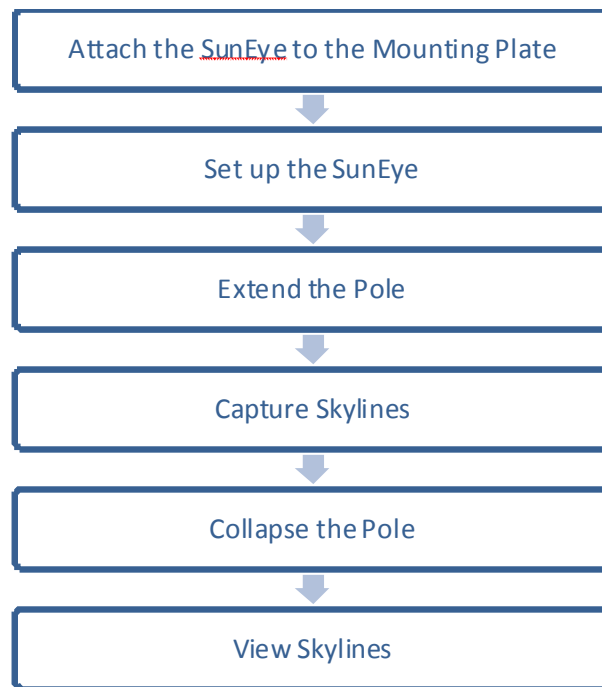 Attach the SunEye to the Mounting Plate
Set up the SunEye
Extend the Pole
Capture Skylines
Collapse the Pole
View Skylines